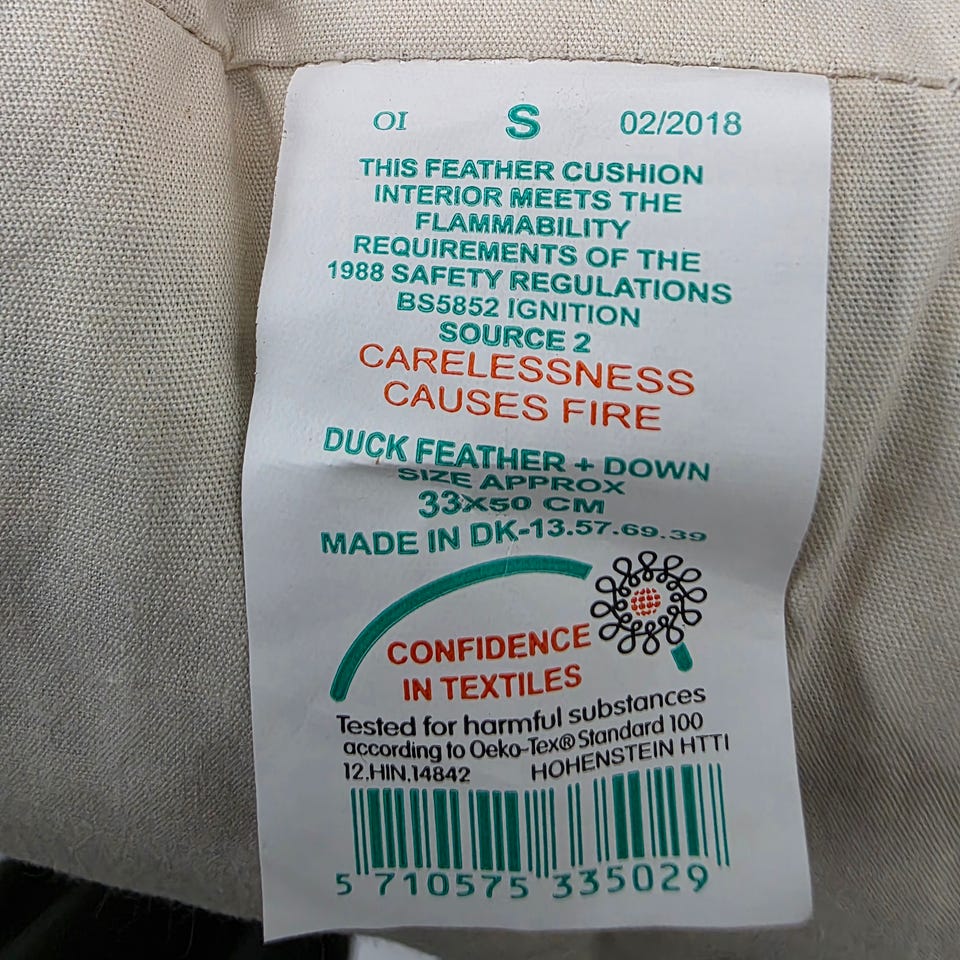 OI S 02/2018
THIS FEATHER CUSHION
INTERIOR MEETS THE
FLAMMABILITY
REQUIREMENTS OF THE
1988 SAFETY REGULATIONS
BS5852 IGNITION
SOURCE 2
CARELESSNESS
CAUSES FIRE
DUCK FEATHER + DOWN
SIZE APPROX
33X50 CM
MADE IN DK-13.57.69.39
CONFIDENCE
IN TEXTILES
Tested for harmful substances
according to Oeko-Tex® Standard 100
12.HIN.14842 HOHENSTEIN HTTI
5 710575 335029